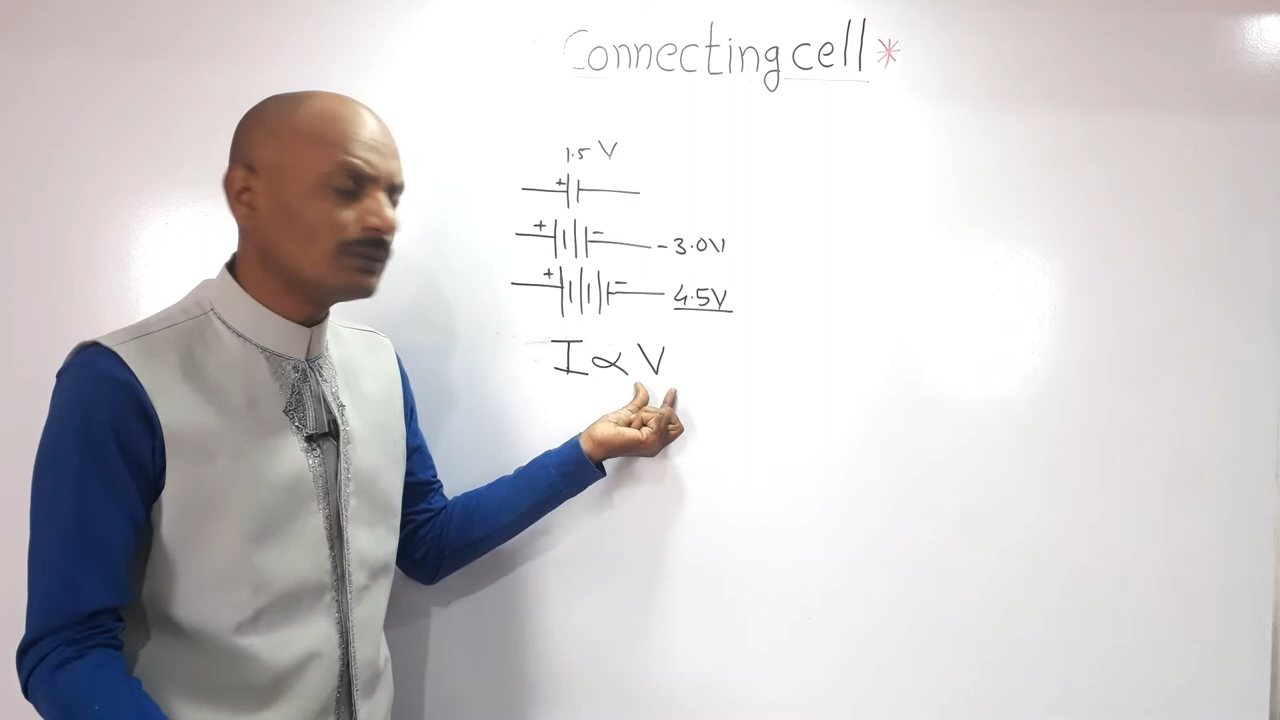 Connecting cell *
1.5 V
+
+ - - 3.0V
+ - 4.5V
I ∝ V